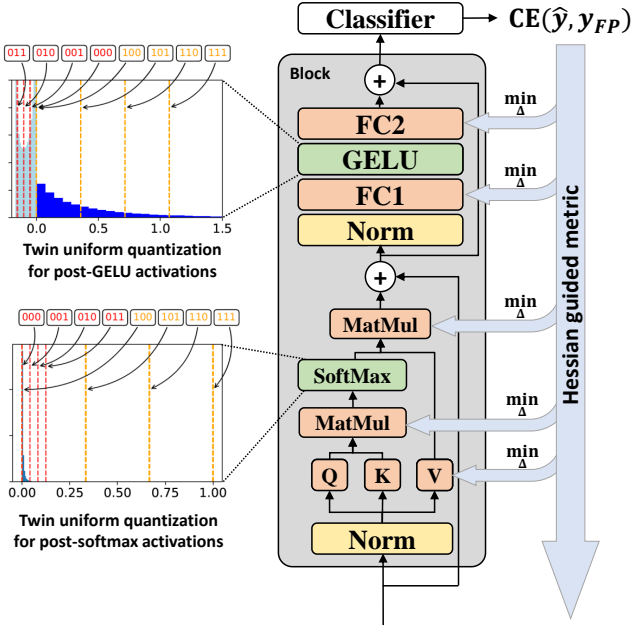 Classifier
CE(ŷ, y_FP)
Block
011 010 001 000 100 101 110 111
+
min
Δ
FC2
GELU
min
Δ
FC1
Norm
0.0 0.5 1.0 1.5
Twin uniform quantization
for post-GELU activations
+
min
Δ
MatMul
000 001 010 011 100 101 110 111
SoftMax
min
Δ
MatMul
min
Δ
Q K V
0.00 0.25 0.50 0.75 1.00
Twin uniform quantization
for post-softmax activations
Norm
Hessian guided metric